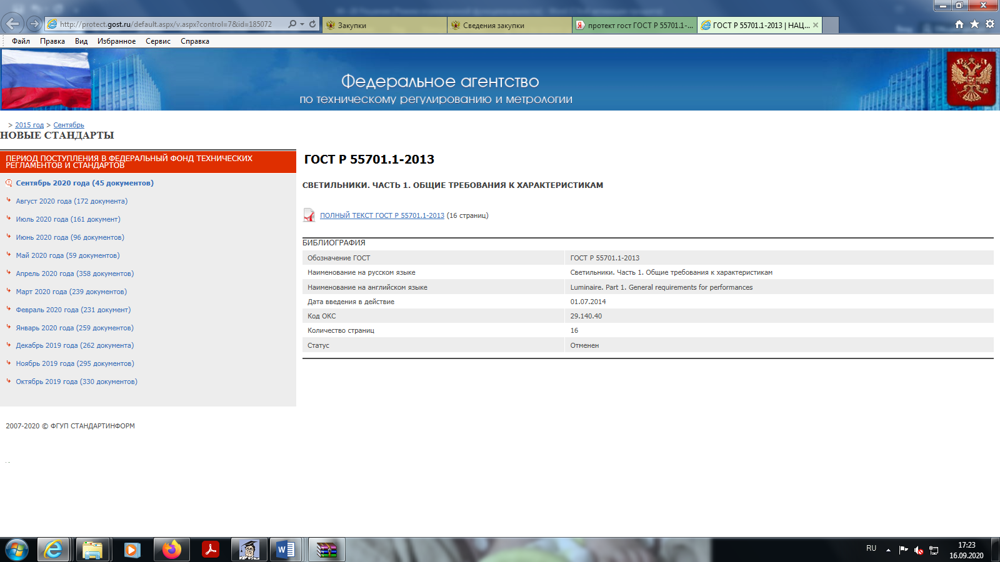 http://protect.gost.ru/default.aspx/v.aspx?control=7&id=185072
Закупки
Сведения закупки
протект гост ГОСТ Р 55701.1-...
ГОСТ Р 55701.1-2013 | НАЦ...
Файл Правка Вид Избранное Сервис Справка
Федеральное агентство
по техническому регулированию и метрологии
> 2015 год > Сентябрь
НОВЫЕ СТАНДАРТЫ
ПЕРИОД ПОСТУПЛЕНИЯ В ФЕДЕРАЛЬНЫЙ ФОНД ТЕХНИЧЕСКИХ
РЕГЛАМЕНТОВ И СТАНДАРТОВ
Сентябрь 2020 года (45 документов)
Август 2020 года (172 документа)
Июль 2020 года (161 документ)
Июнь 2020 года (96 документов)
Май 2020 года (59 документов)
Апрель 2020 года (358 документов)
Март 2020 года (239 документов)
Февраль 2020 года (231 документ)
Январь 2020 года (259 документов)
Декабрь 2019 года (262 документа)
Ноябрь 2019 года (295 документов)
Октябрь 2019 года (330 документов)
ГОСТ Р 55701.1-2013
СВЕТИЛЬНИКИ. ЧАСТЬ 1. ОБЩИЕ ТРЕБОВАНИЯ К ХАРАКТЕРИСТИКАМ
ПОЛНЫЙ ТЕКСТ ГОСТ Р 55701.1-2013 (16 страниц)
БИБЛИОГРАФИЯ
Обозначение ГОСТ ГОСТ Р 55701.1-2013
Наименование на русском языке Светильники. Часть 1. Общие требования к характеристикам
Наименование на английском языке Luminaire. Part 1. General requirements for performances
Дата введения в действие 01.07.2014
Код ОКС 29.140.40
Количество страниц 16
Статус Отменен
2007-2020 © ФГУП СТАНДАРТИНФОРМ
RU
17:23
16.09.2020